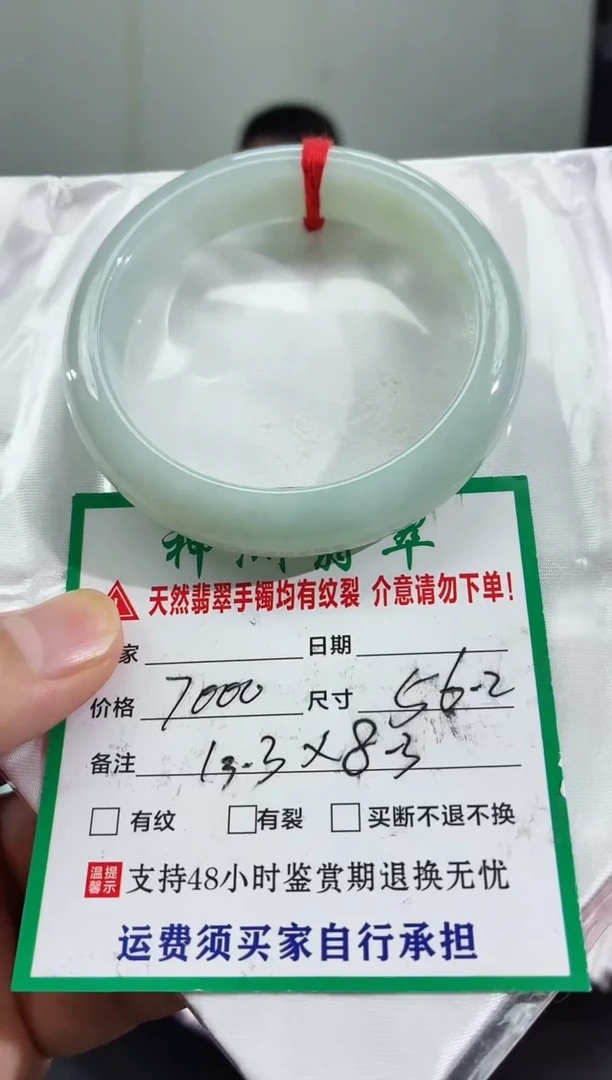 翠
天然翡翠手镯均有纹裂 介意请勿下单!
家 日期
价格 7000 尺寸 56.2
备注 13.3×8.3
有纹 有裂 买断不退不换
温馨提示 支持48小时鉴赏期退换无忧
运费须买家自行承担